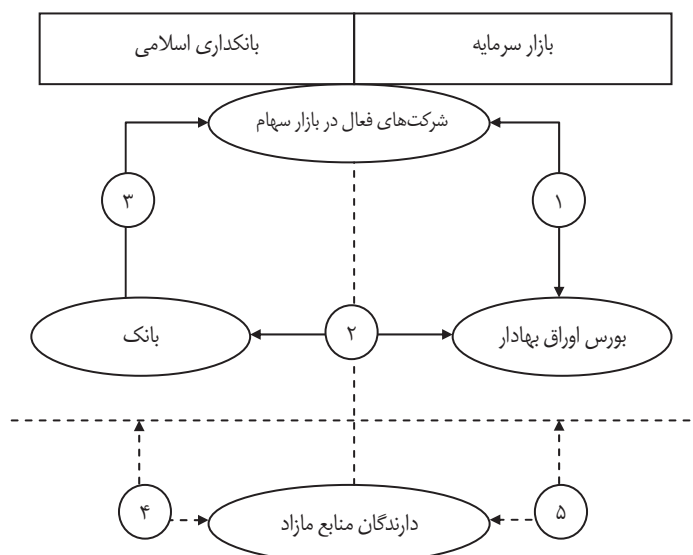 بازار سرمایه
بانکداری اسلامی
شرکت‌های فعال در بازار سهام
۱
۳
بورس اوراق بهادار
۲
بانک
۵
۴
دارندگان منابع مازاد